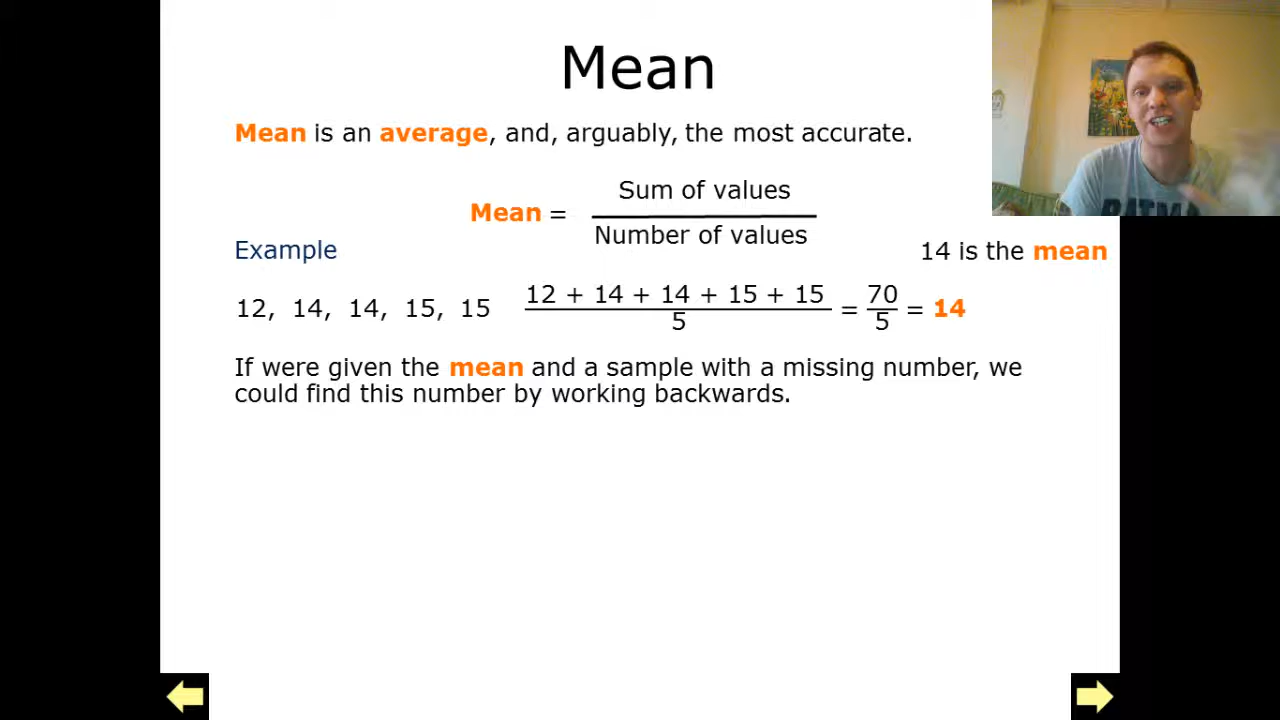 Mean
Mean is an average, and, arguably, the most accurate.
Mean = Sum of values
Number of values
Example
14 is the mean
12, 14, 14, 15, 15
12 + 14 + 14 + 15 + 15 = 70 = 14
5 5
If were given the mean and a sample with a missing number, we
could find this number by working backwards.